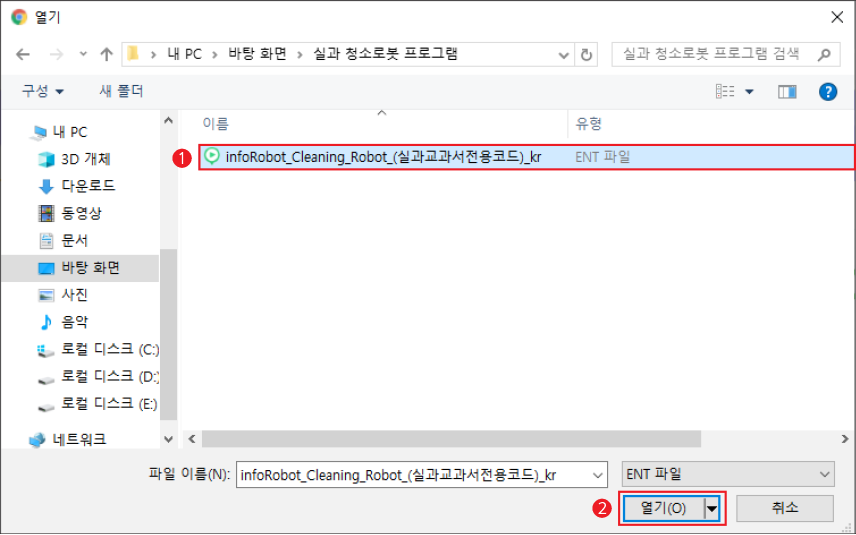 열기
내 PC > 바탕 화면 > 실과 청소로봇 프로그램
실과 청소로봇 프로그램 검색
구성
새 폴더
?
내 PC
3D 개체
다운로드
동영상
문서
바탕 화면
사진
음악
로컬 디스크 (C:)
로컬 디스크 (D:)
로컬 디스크 (E:)
네트워크
이름 유형
1 infoRobot_Cleaning_Robot_(실과교과서전용코드)_kr ENT 파일
파일 이름(N): infoRobot_Cleaning_Robot_(실과교과서전용코드)_kr ENT 파일
2 열기(O) 취소